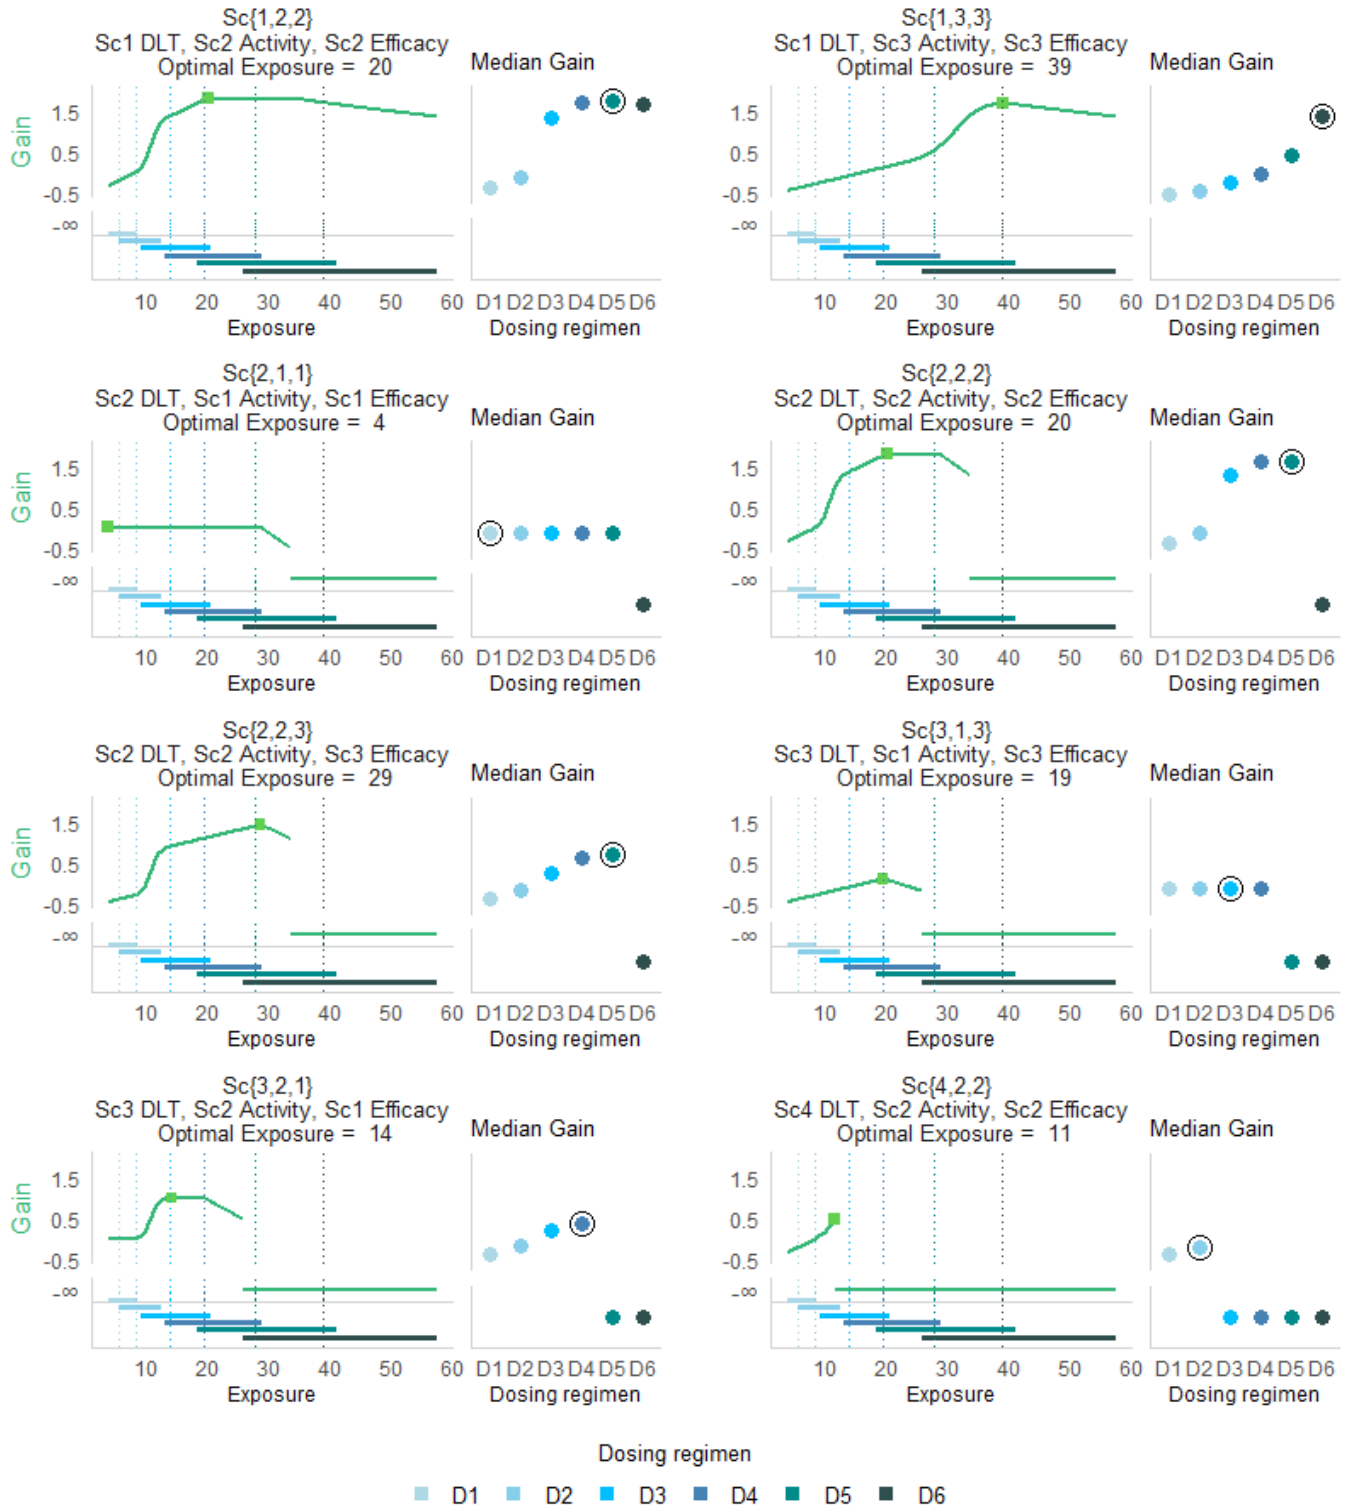 Sc{1,2,2}
Sc1 DLT, Sc2 Activity, Sc2 Efficacy
Optimal Exposure = 20
Median Gain
Gain
1.5
0.5
-0.5
-∞
10 20 30 40 50 60
Exposure
D1 D2 D3 D4 D5 D6
Dosing regimen
Sc{1,3,3}
Sc1 DLT, Sc3 Activity, Sc3 Efficacy
Optimal Exposure = 39
Median Gain
1.5
0.5
-0.5
-∞
10 20 30 40 50 60
Exposure
D1 D2 D3 D4 D5 D6
Dosing regimen
Sc{2,1,1}
Sc2 DLT, Sc1 Activity, Sc1 Efficacy
Optimal Exposure = 4
Median Gain
Gain
1.5
0.5
-0.5
-∞
10 20 30 40 50 60
Exposure
D1 D2 D3 D4 D5 D6
Dosing regimen
Sc{2,2,2}
Sc2 DLT, Sc2 Activity, Sc2 Efficacy
Optimal Exposure = 20
Median Gain
1.5
0.5
-0.5
-∞
10 20 30 40 50 60
Exposure
D1 D2 D3 D4 D5 D6
Dosing regimen
Sc{2,2,3}
Sc2 DLT, Sc2 Activity, Sc3 Efficacy
Optimal Exposure = 29
Median Gain
Gain
1.5
0.5
-0.5
-∞
10 20 30 40 50 60
Exposure
D1 D2 D3 D4 D5 D6
Dosing regimen
Sc{3,1,3}
Sc3 DLT, Sc1 Activity, Sc3 Efficacy
Optimal Exposure = 19
Median Gain
1.5
0.5
-0.5
-∞
10 20 30 40 50 60
Exposure
D1 D2 D3 D4 D5 D6
Dosing regimen
Sc{3,2,1}
Sc3 DLT, Sc2 Activity, Sc1 Efficacy
Optimal Exposure = 14
Median Gain
Gain
1.5
0.5
-0.5
-∞
10 20 30 40 50 60
Exposure
D1 D2 D3 D4 D5 D6
Dosing regimen
Sc{4,2,2}
Sc4 DLT, Sc2 Activity, Sc2 Efficacy
Optimal Exposure = 11
Median Gain
1.5
0.5
-0.5
-∞
10 20 30 40 50 60
Exposure
D1 D2 D3 D4 D5 D6
Dosing regimen
Dosing regimen
D1 D2 D3 D4 D5 D6